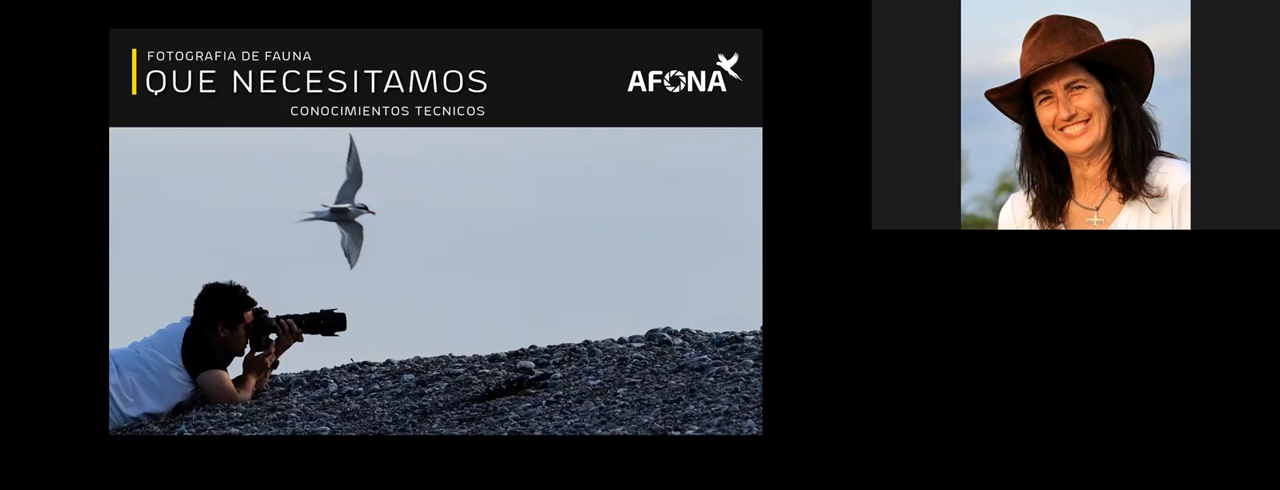 FOTOGRAFIA DE FAUNA
QUE NECESITAMOS
CONOCIMIENTOS TECNICOS
AFONA